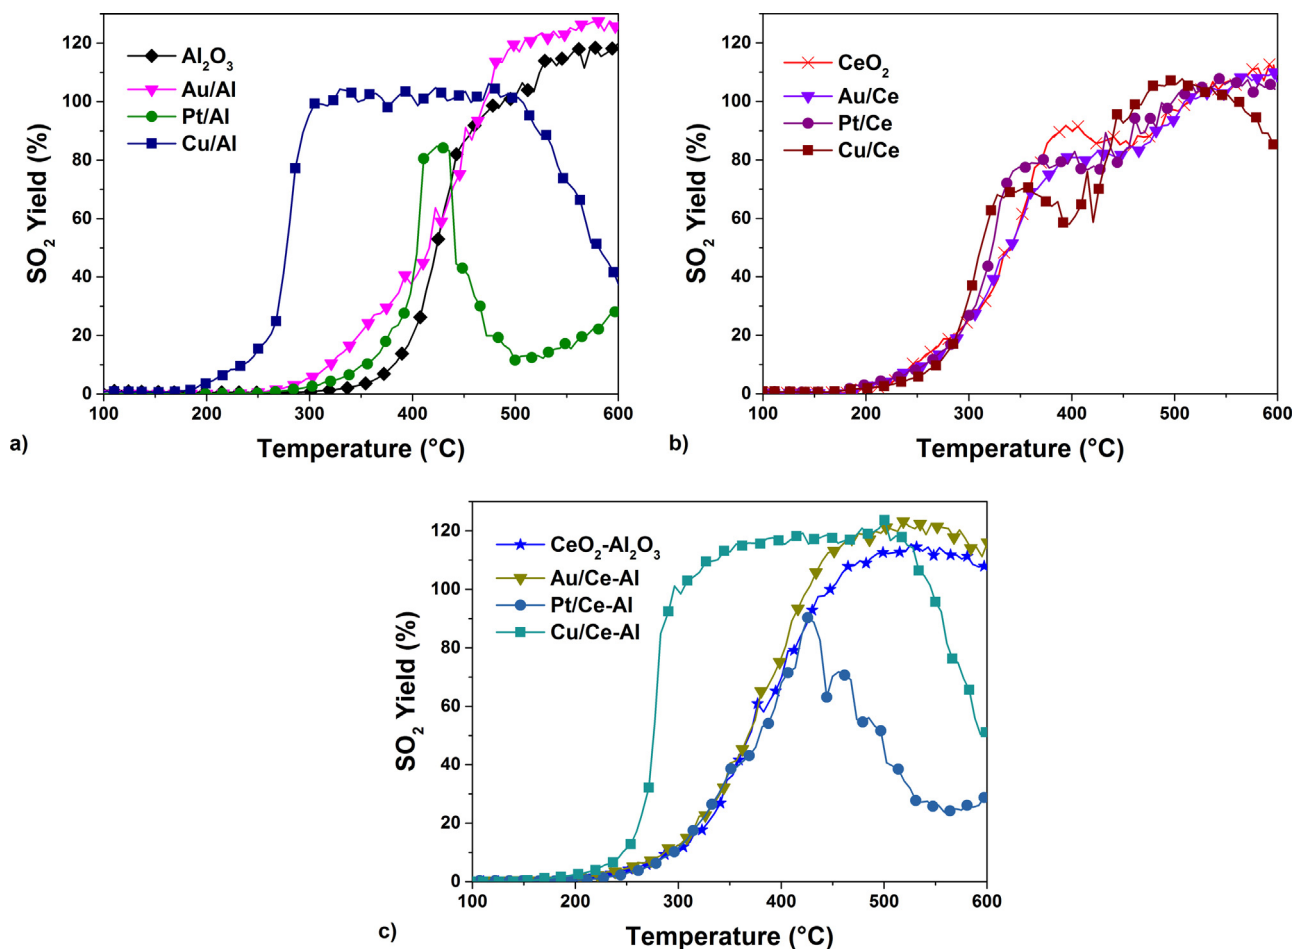 SO₂ Yield (%)
120
100
80
60
40
20
0
Al₂O₃
Au/Al
Pt/Al
Cu/Al
100 200 300 400 500 600
Temperature (°C)
a)
SO₂ Yield (%)
120
100
80
60
40
20
0
CeO₂
Au/Ce
Pt/Ce
Cu/Ce
100 200 300 400 500 600
Temperature (°C)
b)
SO₂ Yield (%)
120
100
80
60
40
20
0
CeO₂-Al₂O₃
Au/Ce-Al
Pt/Ce-Al
Cu/Ce-Al
100 200 300 400 500 600
Temperature (°C)
c)